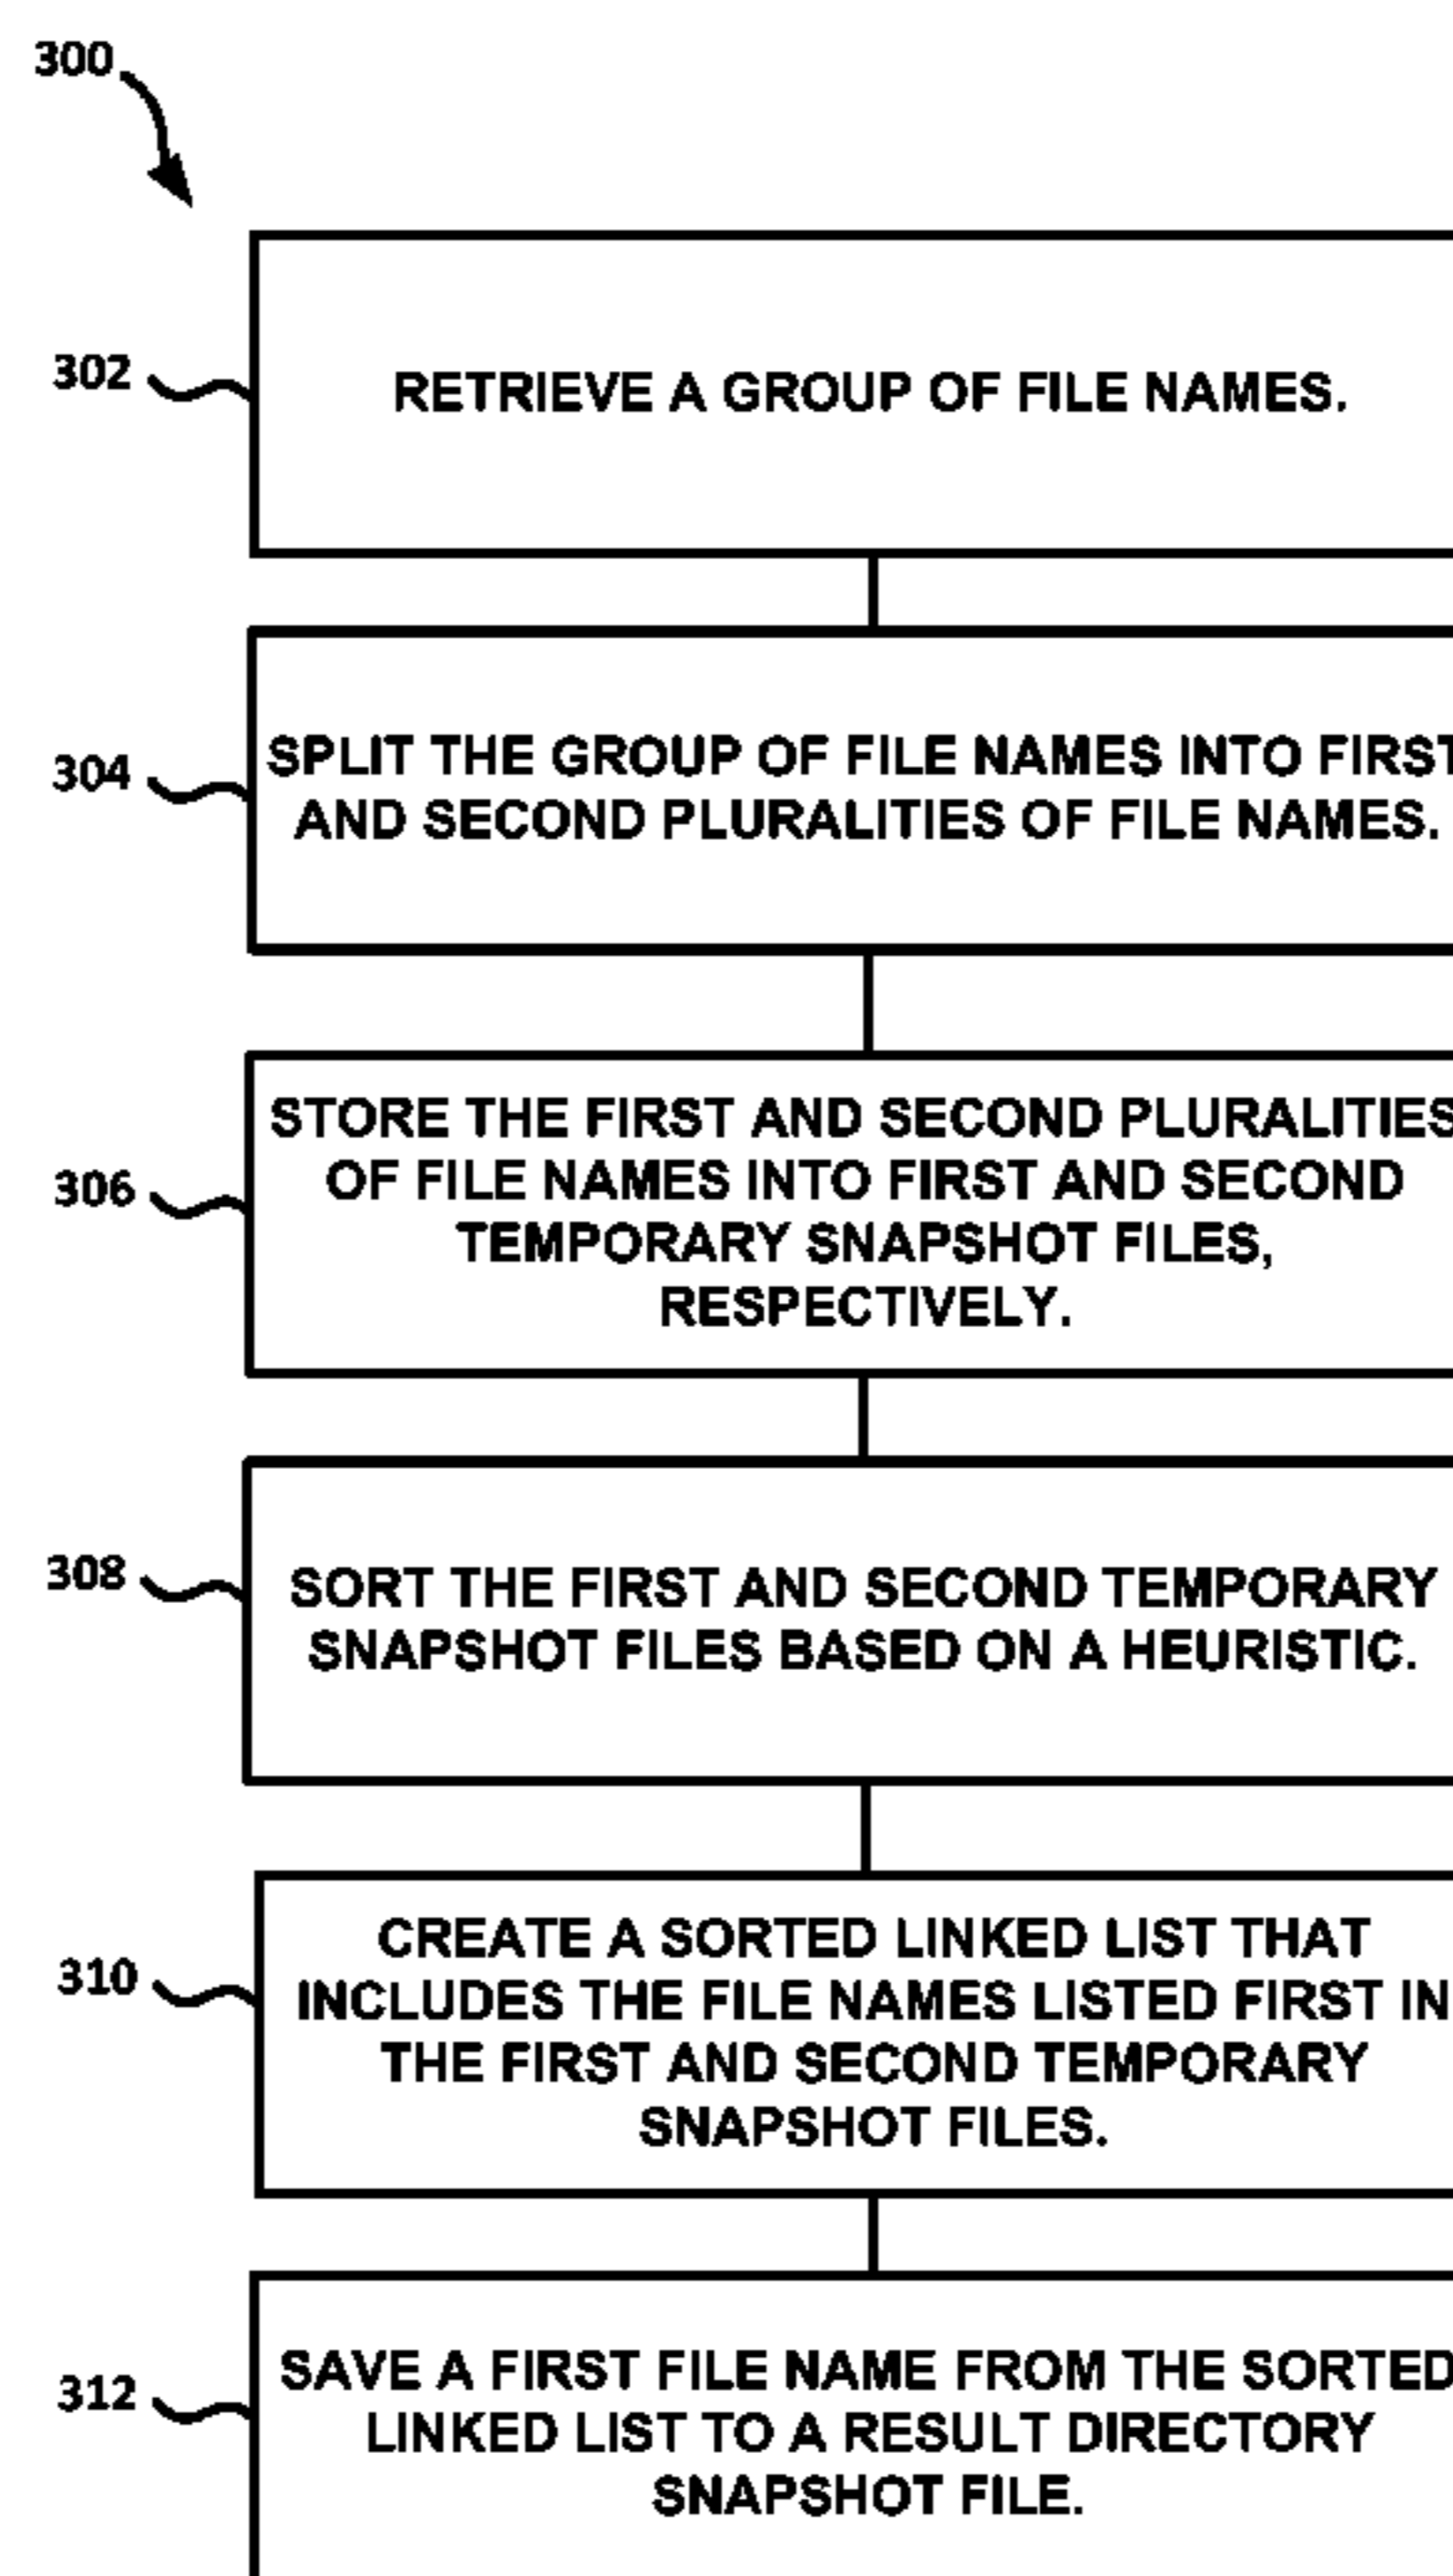 300
302
RETRIEVE A GROUP OF FILE NAMES.
304
SPLIT THE GROUP OF FILE NAMES INTO FIRST
AND SECOND PLURALITIES OF FILE NAMES.
306
STORE THE FIRST AND SECOND PLURALITIES
OF FILE NAMES INTO FIRST AND SECOND
TEMPORARY SNAPSHOT FILES,
RESPECTIVELY.
308
SORT THE FIRST AND SECOND TEMPORARY
SNAPSHOT FILES BASED ON A HEURISTIC.
310
CREATE A SORTED LINKED LIST THAT
INCLUDES THE FILE NAMES LISTED FIRST IN
THE FIRST AND SECOND TEMPORARY
SNAPSHOT FILES.
312
SAVE A FIRST FILE NAME FROM THE SORTED
LINKED LIST TO A RESULT DIRECTORY
SNAPSHOT FILE.